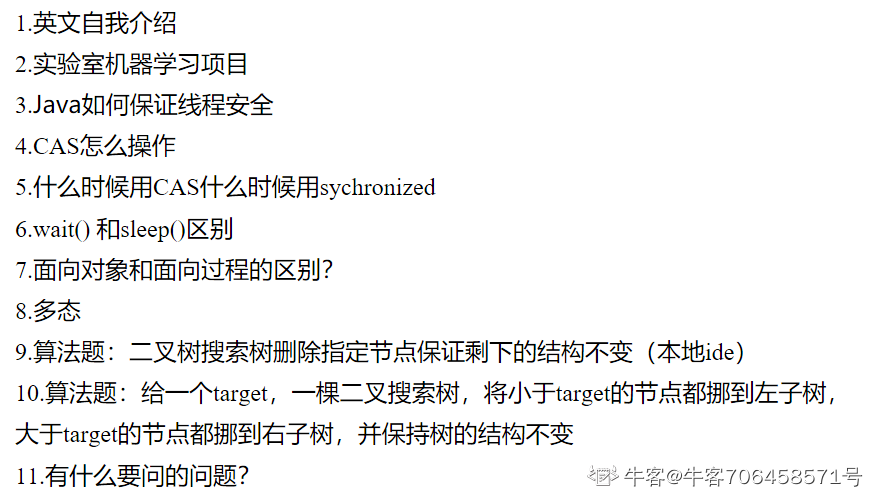 1.英文自我介绍
2.实验室机器学习项目
3.Java如何保证线程安全
4.CAS怎么操作
5.什么时候用CAS什么时候用sychronized
6.wait() 和sleep()区别
7.面向对象和面向过程的区别？
8.多态
9.算法题：二叉树搜索树删除指定节点保证剩下的结构不变（本地ide）
10.算法题：给一个target，一棵二叉搜索树，将小于target的节点都挪到左子树，
大于target的节点都挪到右子树，并保持树的结构不变
11.有什么要问的问题？
牛客@牛客706458571号